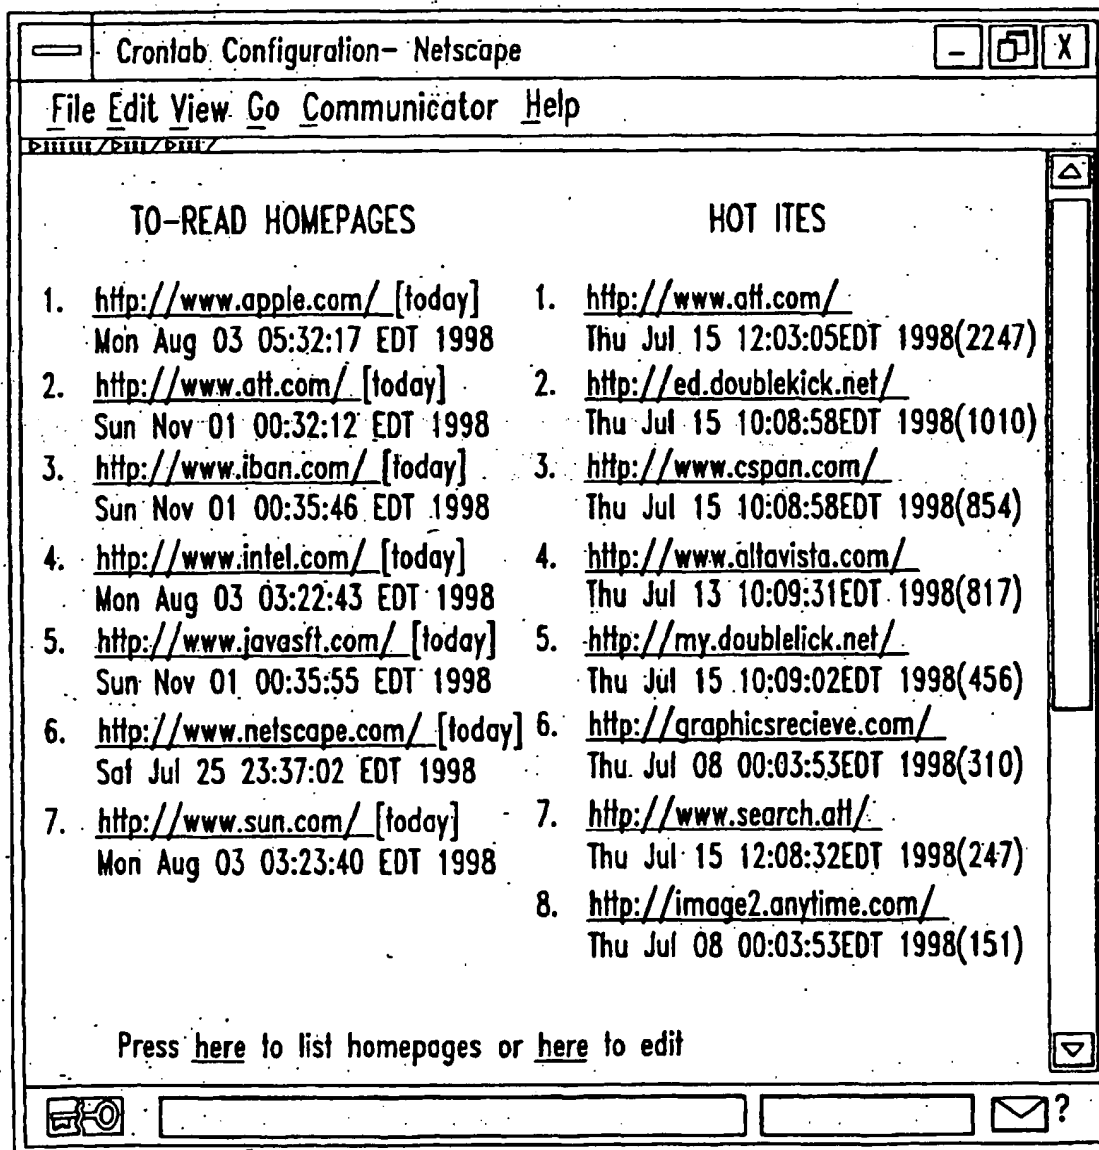 Crontab Configuration- Netscape
_ X
File Edit View Go Communicator Help
TO-READ HOMEPAGES
1. http://www.apple.com/ [today]
Mon Aug 03 05:32:17 EDT 1998
2. http://www.att.com/ [today]
Sun Nov 01 00:32:12 EDT 1998
3. http://www.iban.com/ [today]
Sun Nov 01 00:35:46 EDT 1998
4. http://www.intel.com/ [today]
Mon Aug 03 03:22:43 EDT 1998
5. http://www.javasft.com/ [today]
Sun Nov 01 00:35:55 EDT 1998
6. http://www.netscape.com/ [today]
Sat Jul 25 23:37:02 EDT 1998
7. http://www.sun.com/ [today]
Mon Aug 03 03:23:40 EDT 1998
HOT ITES
1. http://www.att.com/
Thu Jul 15 12:03:05EDT 1998(2247)
2. http://ed.doublekick.net/
Thu Jul 15 10:08:58EDT 1998(1010)
3. http://www.cspan.com/
Thu Jul 15 10:08:58EDT 1998(854)
4. http://www.altavista.com/
Thu Jul 13 10:09:31EDT 1998(817)
5. http://my.doublelick.net/
Thu Jul 15 10:09:02EDT 1998(456)
6. http://graphicsrecieve.com/
Thu Jul 08 00:03:53EDT 1998(310)
7. http://www.search.att/
Thu Jul 15 12:08:32EDT 1998(247)
8. http://image2.anytime.com/
Thu Jul 08 00:03:53EDT 1998(151)
Press here to list homepages or here to edit
?